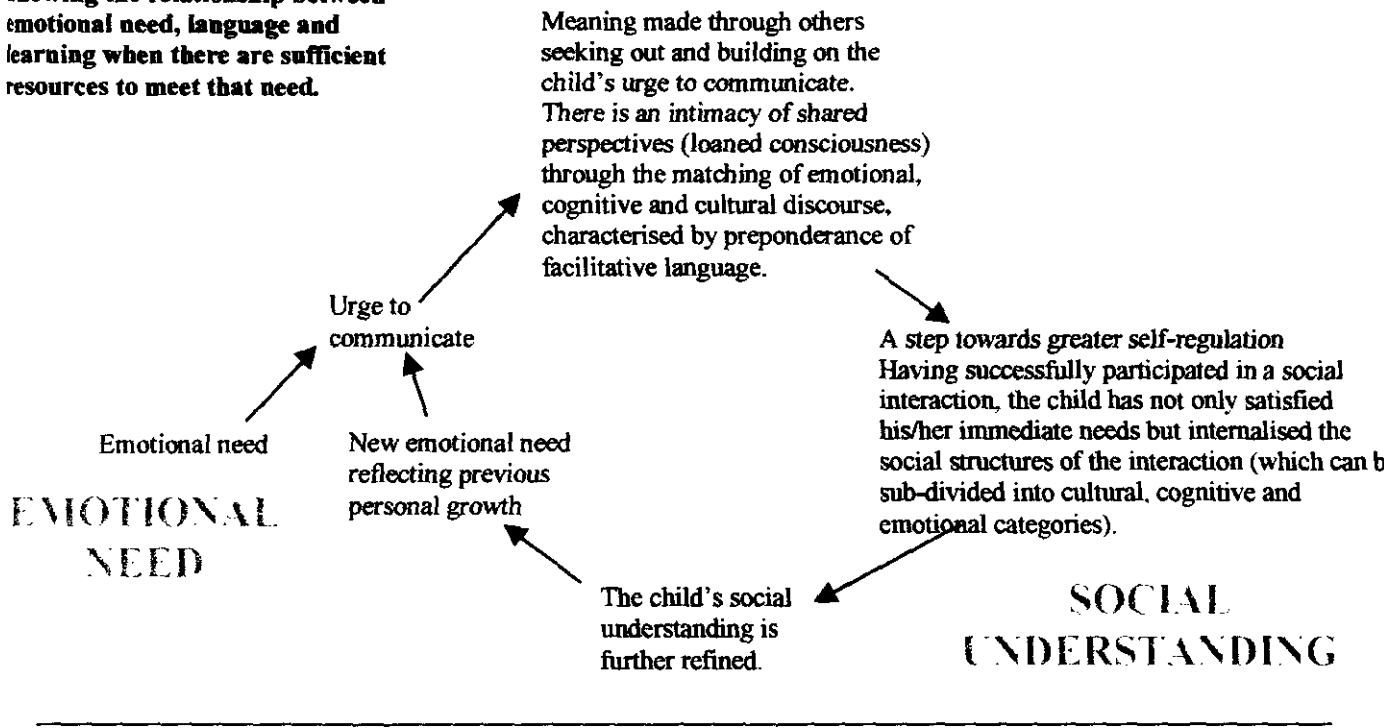 emotional need, language and
learning when there are sufficient
resources to meet that need.
Meaning made through others
seeking out and building on the
child's urge to communicate.
There is an intimacy of shared
perspectives (loaned consciousness)
through the matching of emotional,
cognitive and cultural discourse,
characterised by preponderance of
facilitative language.
Urge to
communicate
A step towards greater self-regulation
Having successfully participated in a social
interaction, the child has not only satisfied
his/her immediate needs but internalised the
social structures of the interaction (which can b
sub-divided into cultural, cognitive and
emotional categories).
Emotional need
New emotional need
reflecting previous
personal growth
EMOTIONAL
NEED
The child's social
understanding is
further refined.
SOCIAL
UNDERSTANDING